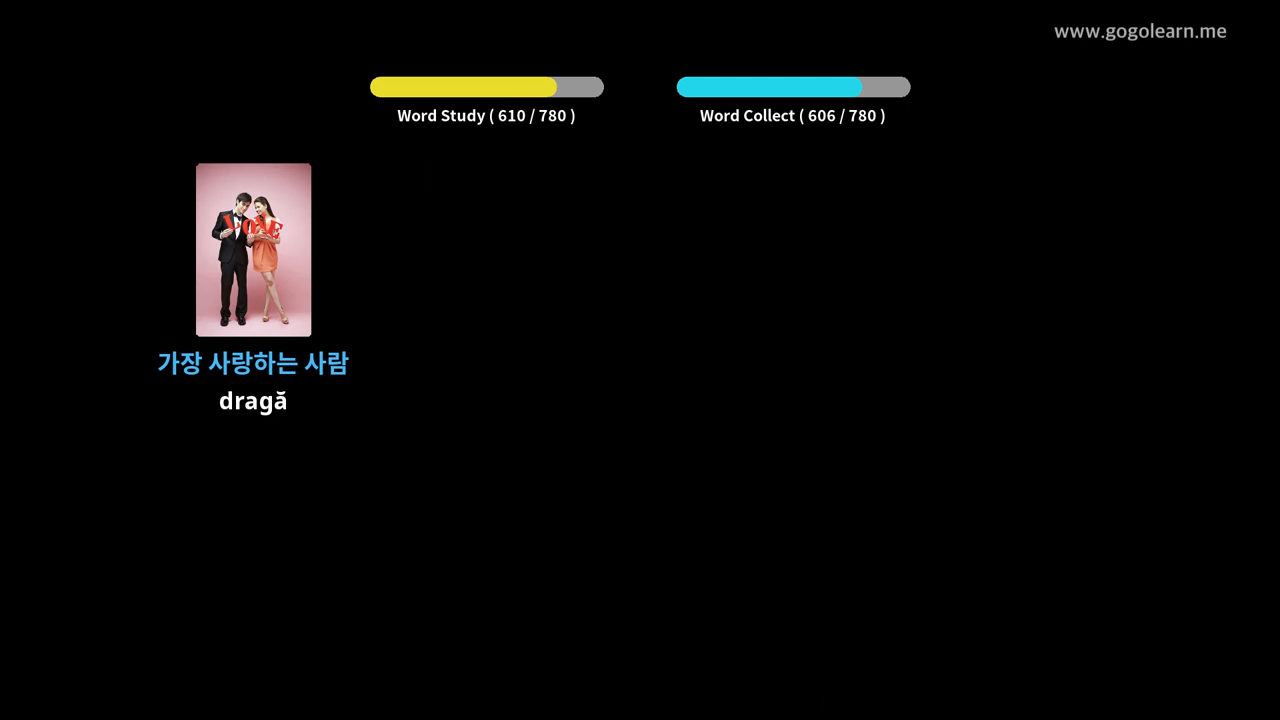 www.gogolearn.me
Word Study ( 610 / 780 )
Word Collect ( 606 / 780 )
LOVE
가장 사랑하는 사람
dragă